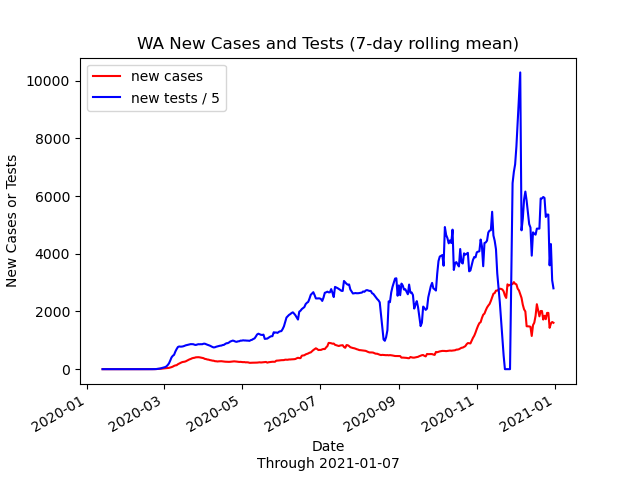 WA New Cases and Tests (7-day rolling mean)
new cases
new tests / 5
New Cases or Tests
10000
8000
6000
4000
2000
0
2020-01
2020-03
2020-05
2020-07
2020-09
2020-11
2021-01
Date
Through 2021-01-07